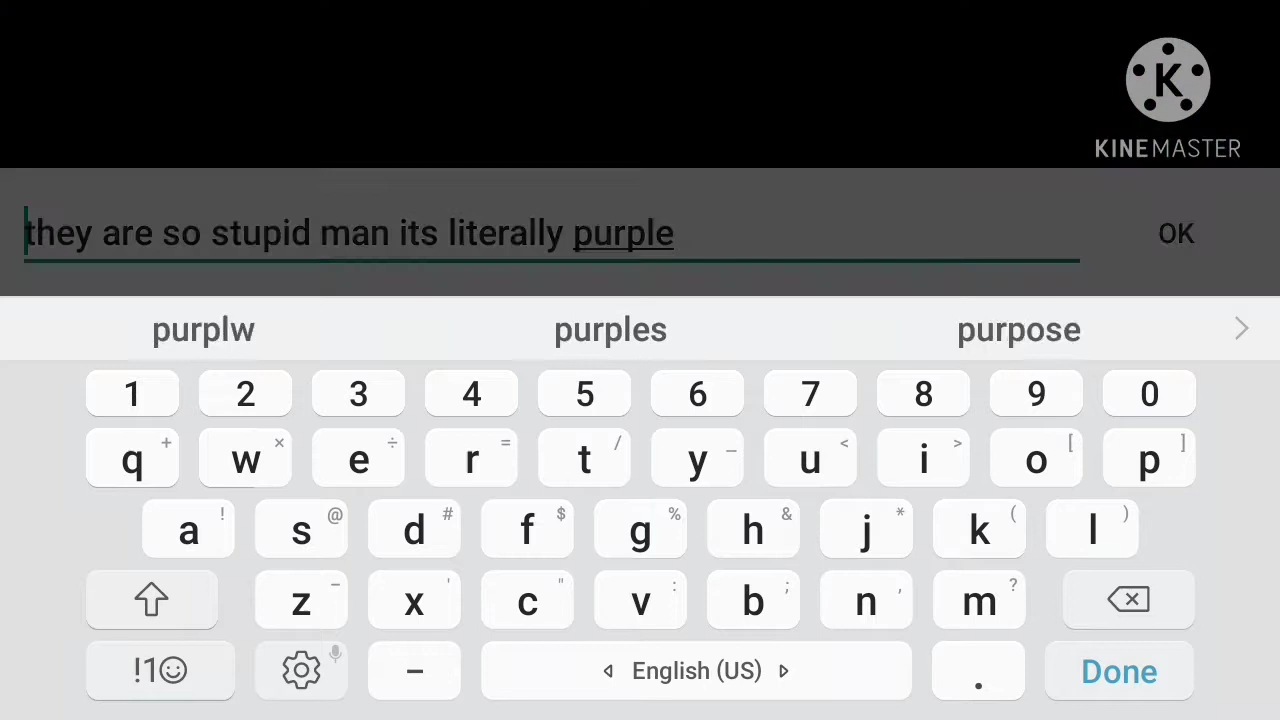 K
KINEMASTER
they are so stupid man its literally purple
OK
purplw purples purpose
1 2 3 4 5 6 7 8 9 0
q + w × e ÷ r = t / y _ u < i > o [ p ]
a ! s @ d # f $ g % h & j * k ( l )
z - x ' c " v : b ; n , m ?
!1☺ - English (US) . Done